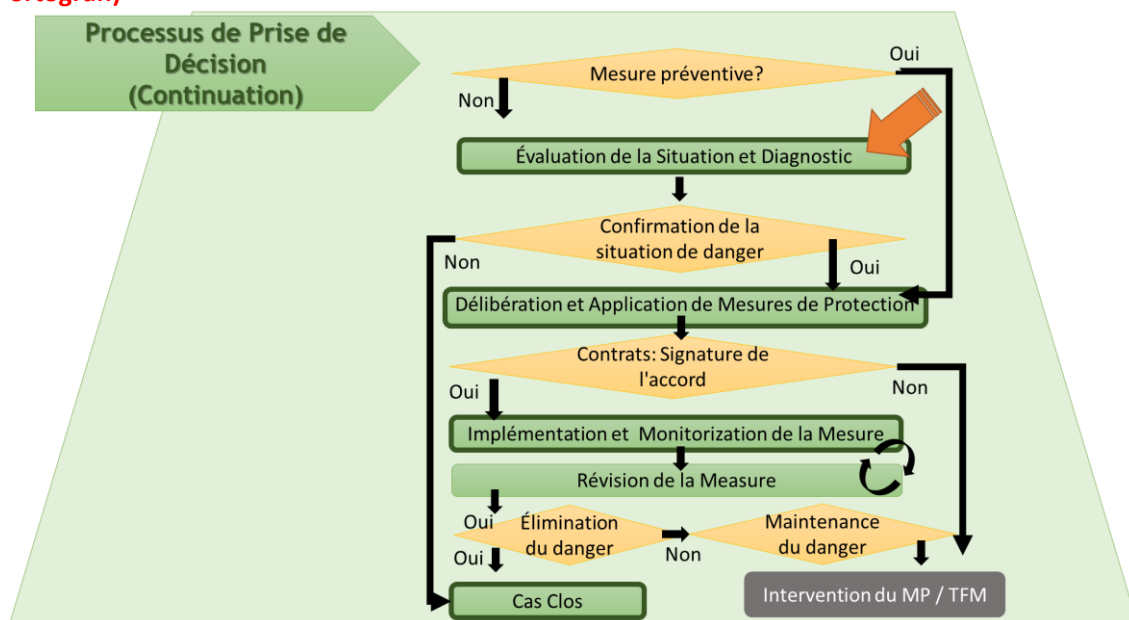 Processus de Prise de
Décision
(Continuation)
Mesure préventive?
Oui
Non
Évaluation de la Situation et Diagnostic
Confirmation de la
situation de danger
Non
Oui
Délibération et Application de Mesures de Protection
Contrats: Signature de
l'accord
Oui
Non
Implémentation et Monitorization de la Mesure
Révision de la Measure
Oui
Élimination
du danger
Non
Maintenance
du danger
Oui
Cas Clos
Intervention du MP / TFM